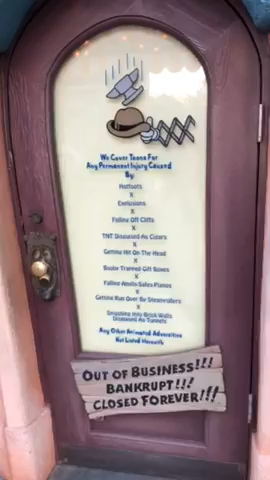 We Cover Toons For
Any Permanent Injury Caused
By:
Hotfoots
X
Explosions
X
Falling Off Cliffs
X
TNT Disguised As Cigars
X
Getting Hit On The Head
X
Booby Trapped Gift Boxes
X
Falling Anvils Safes Pianos
X
Getting Run Over By Steamrollers
X
Smashing Into Brick Walls
Disguised As Tunnels
Any Other Animated Adversities
Not Listed Herewith
OUT OF BUSINESS!!!
BANKRUPT!!!
CLOSED FOREVER!!!